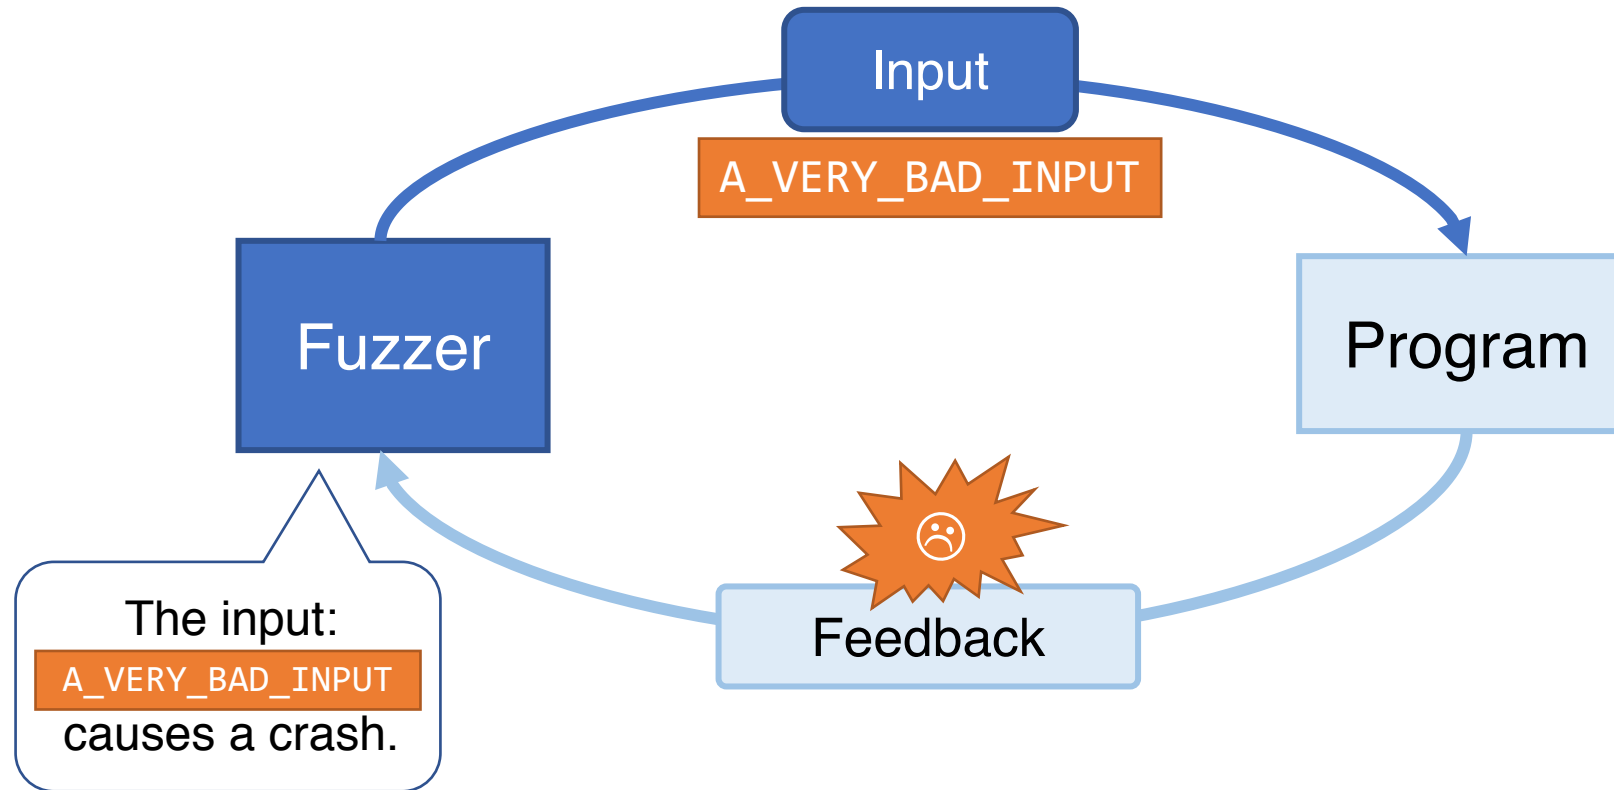 Input
A_VERY_BAD_INPUT
Fuzzer
Program
Feedback
The input:
A_VERY_BAD_INPUT
causes a crash.